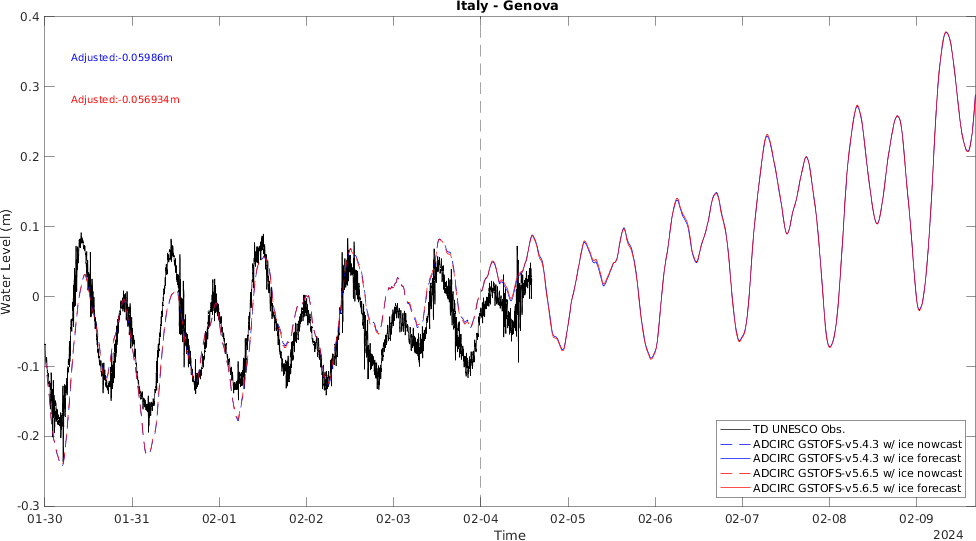 Italy - Genova
Adjusted:-0.05986m
Adjusted:-0.056934m
Water Level (m)
0.4
0.3
0.2
0.1
0
-0.1
-0.2
-0.3
TD UNESCO Obs.
ADCIRC GSTOFS-v5.4.3 w/ ice nowcast
ADCIRC GSTOFS-v5.4.3 w/ ice forecast
ADCIRC GSTOFS-v5.6.5 w/ ice nowcast
ADCIRC GSTOFS-v5.6.5 w/ ice forecast
01-30 01-31 02-01 02-02 02-03 02-04 02-05 02-06 02-07 02-08 02-09
Time
2024